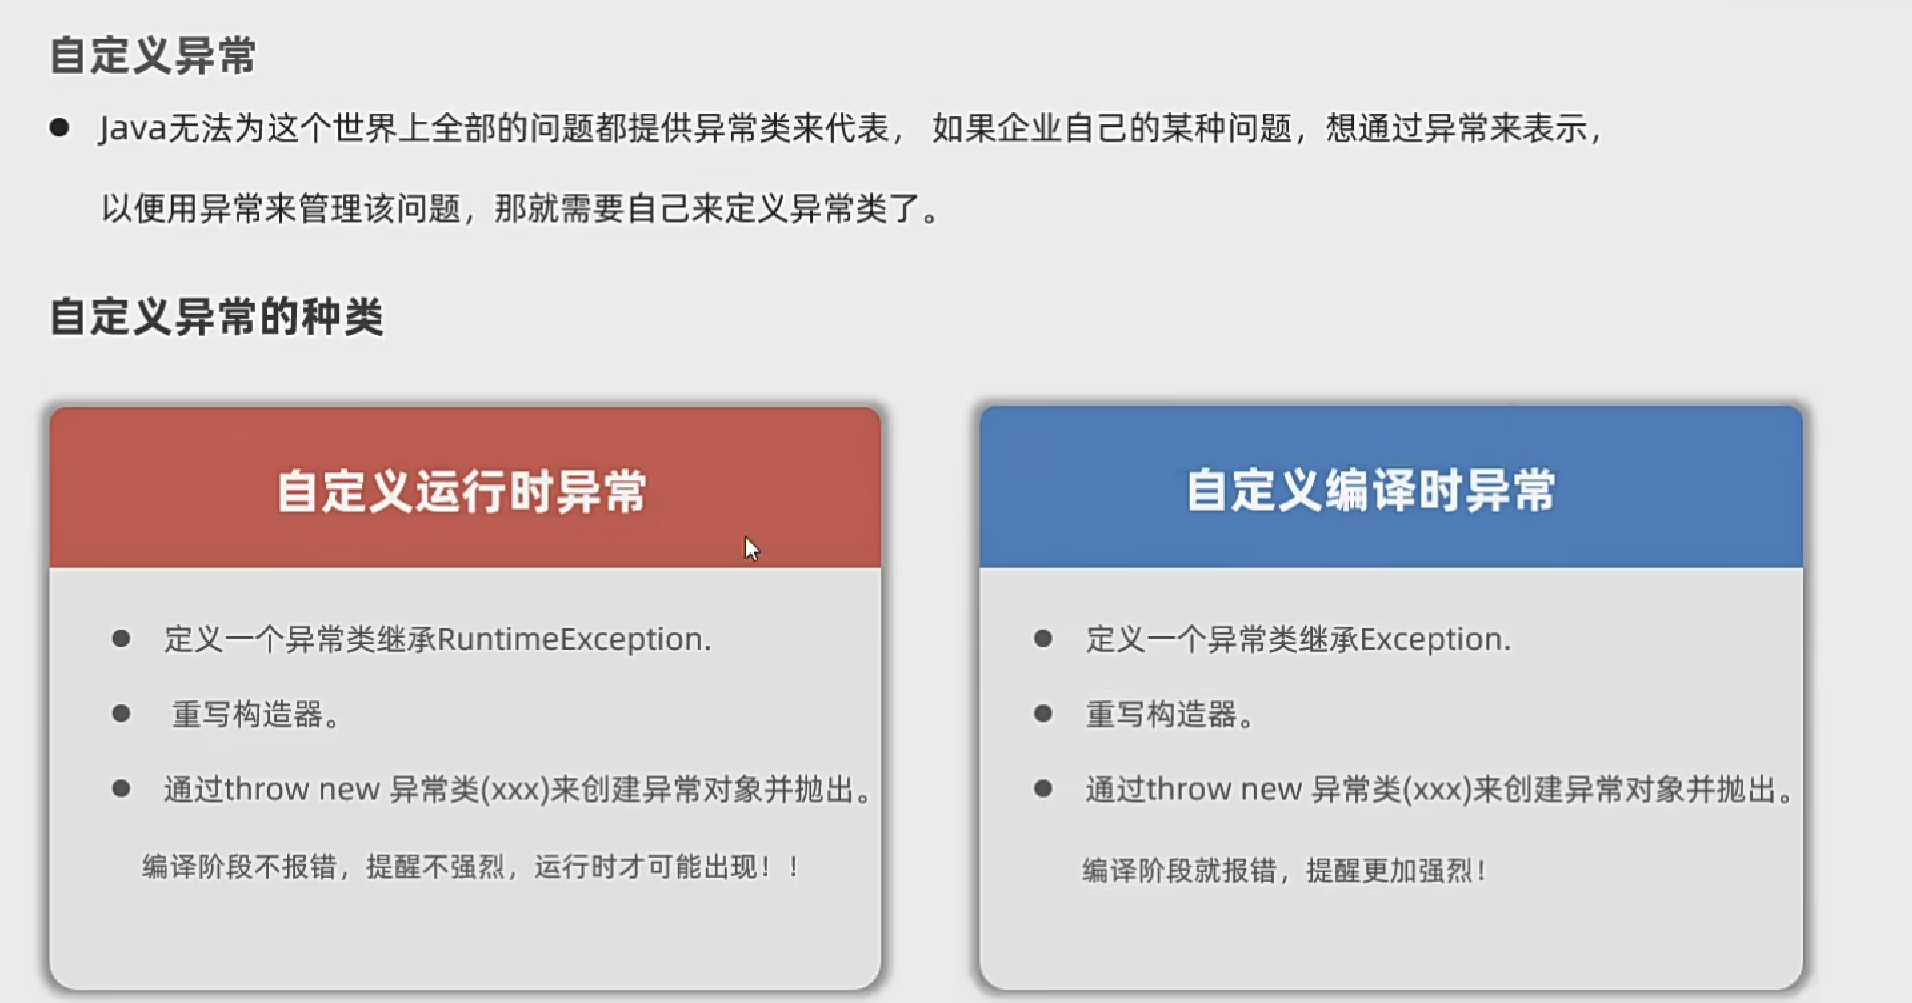 自定义异常
● Java无法为这个世界上全部的问题都提供异常类来代表， 如果企业自己的某种问题，想通过异常来表示，
以便用异常来管理该问题，那就需要自己来定义异常类了。
自定义异常的种类
自定义运行时异常
● 定义一个异常类继承RuntimeException.
● 重写构造器。
● 通过throw new 异常类(xxx)来创建异常对象并抛出。
编译阶段不报错，提醒不强烈，运行时才可能出现！！
自定义编译时异常
● 定义一个异常类继承Exception.
● 重写构造器。
● 通过throw new 异常类(xxx)来创建异常对象并抛出。
编译阶段就报错，提醒更加强烈！